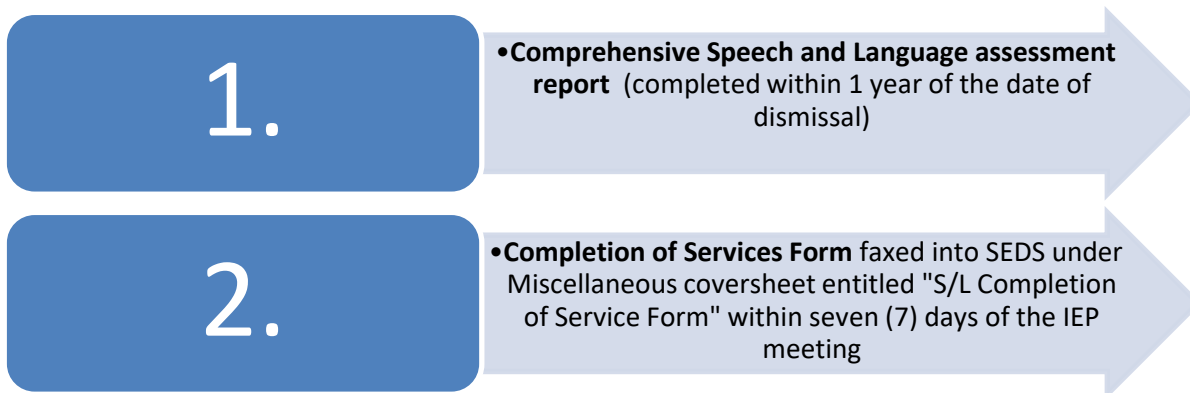 1.
•Comprehensive Speech and Language assessment
report (completed within 1 year of the date of
dismissal)
2.
•Completion of Services Form faxed into SEDS under
Miscellaneous coversheet entitled "S/L Completion
of Service Form" within seven (7) days of the IEP
meeting